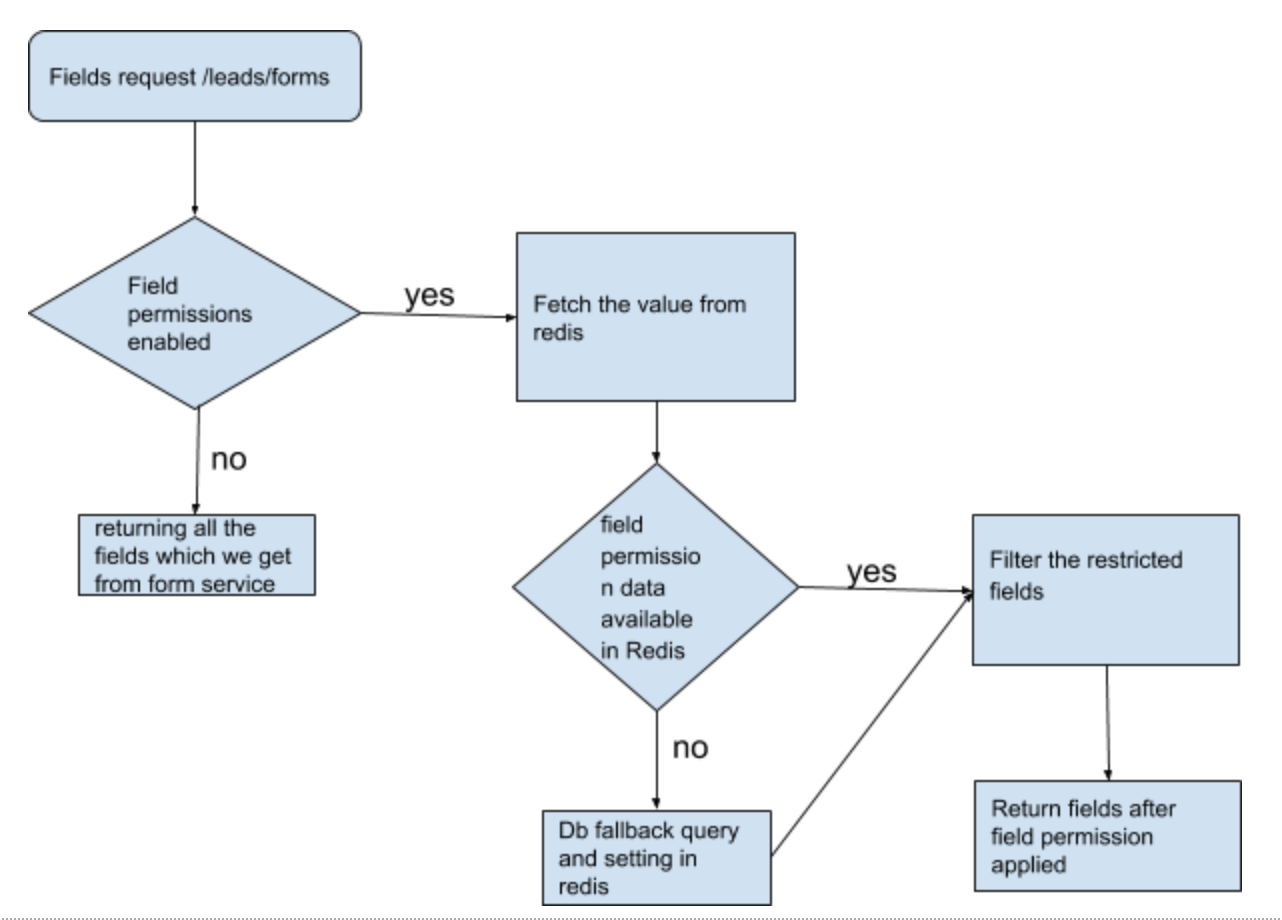 Fields request /leads/forms
Field
permissions
enabled
yes
Fetch the value from
redis
no
returning all the
fields which we get
from form service
field
permissio
n data
available
in Redis
yes
Filter the restricted
fields
no
Db fallback query
and setting in
redis
Return fields after
field permission
applied